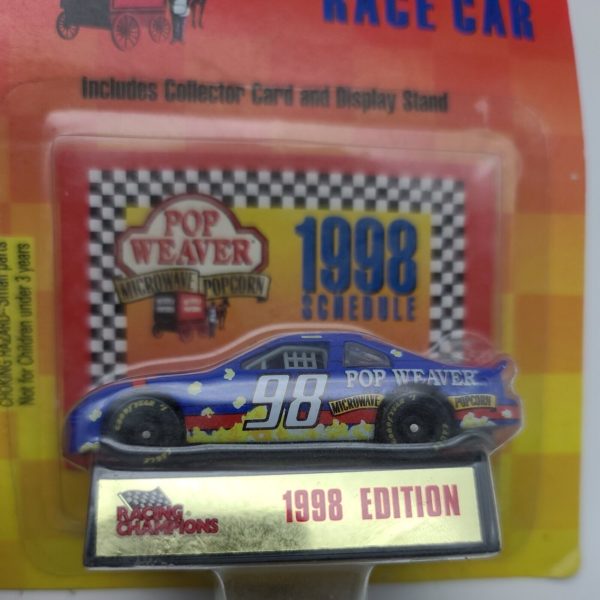 RACE CAR
Includes Collector Card and Display Stand
POP
WEAVER
MICROWAVE POPCORN
1998
SCHEDULE
CHOKING HAZARD–Small parts
Not for Children under 3 years
98
POP WEAVER
MICROWAVE POPCORN
GOODYEAR
RACING
CHAMPIONS
1998 EDITION